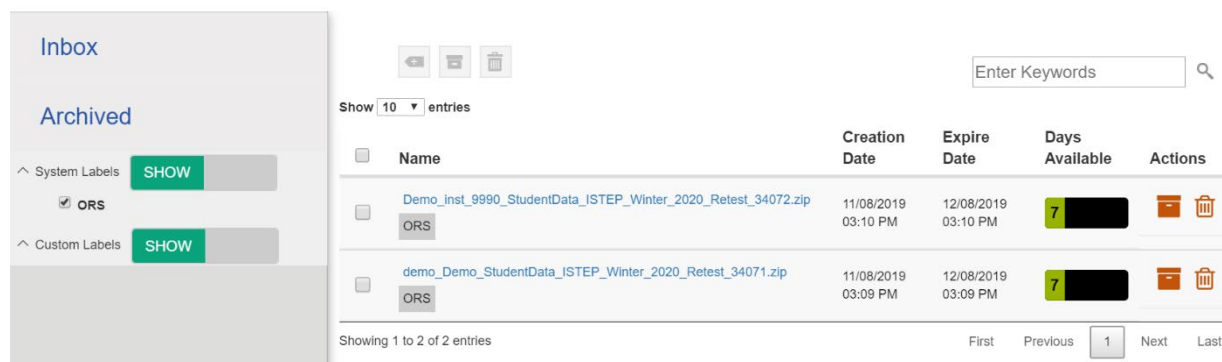 Inbox
Archived
System Labels SHOW
ORS
Custom Labels SHOW
Enter Keywords
Show 10 entries
Name Creation Date Expire Date Days Available Actions
Demo_inst_9990_StudentData_ISTEP_Winter_2020_Retest_34072.zip
ORS
11/08/2019 03:10 PM
12/08/2019 03:10 PM
7
demo_Demo_StudentData_ISTEP_Winter_2020_Retest_34071.zip
ORS
11/08/2019 03:09 PM
12/08/2019 03:09 PM
7
Showing 1 to 2 of 2 entries
First Previous 1 Next Last